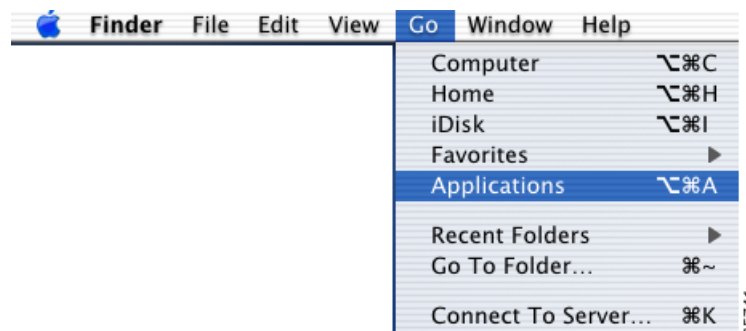 Finder File Edit View Go Window Help
Computer ⌥⌘C
Home ⌥⌘H
iDisk ⌥⌘I
Favorites ▶
Applications ⌥⌘A
Recent Folders ▶
Go To Folder... ⌘~
Connect To Server... ⌘K